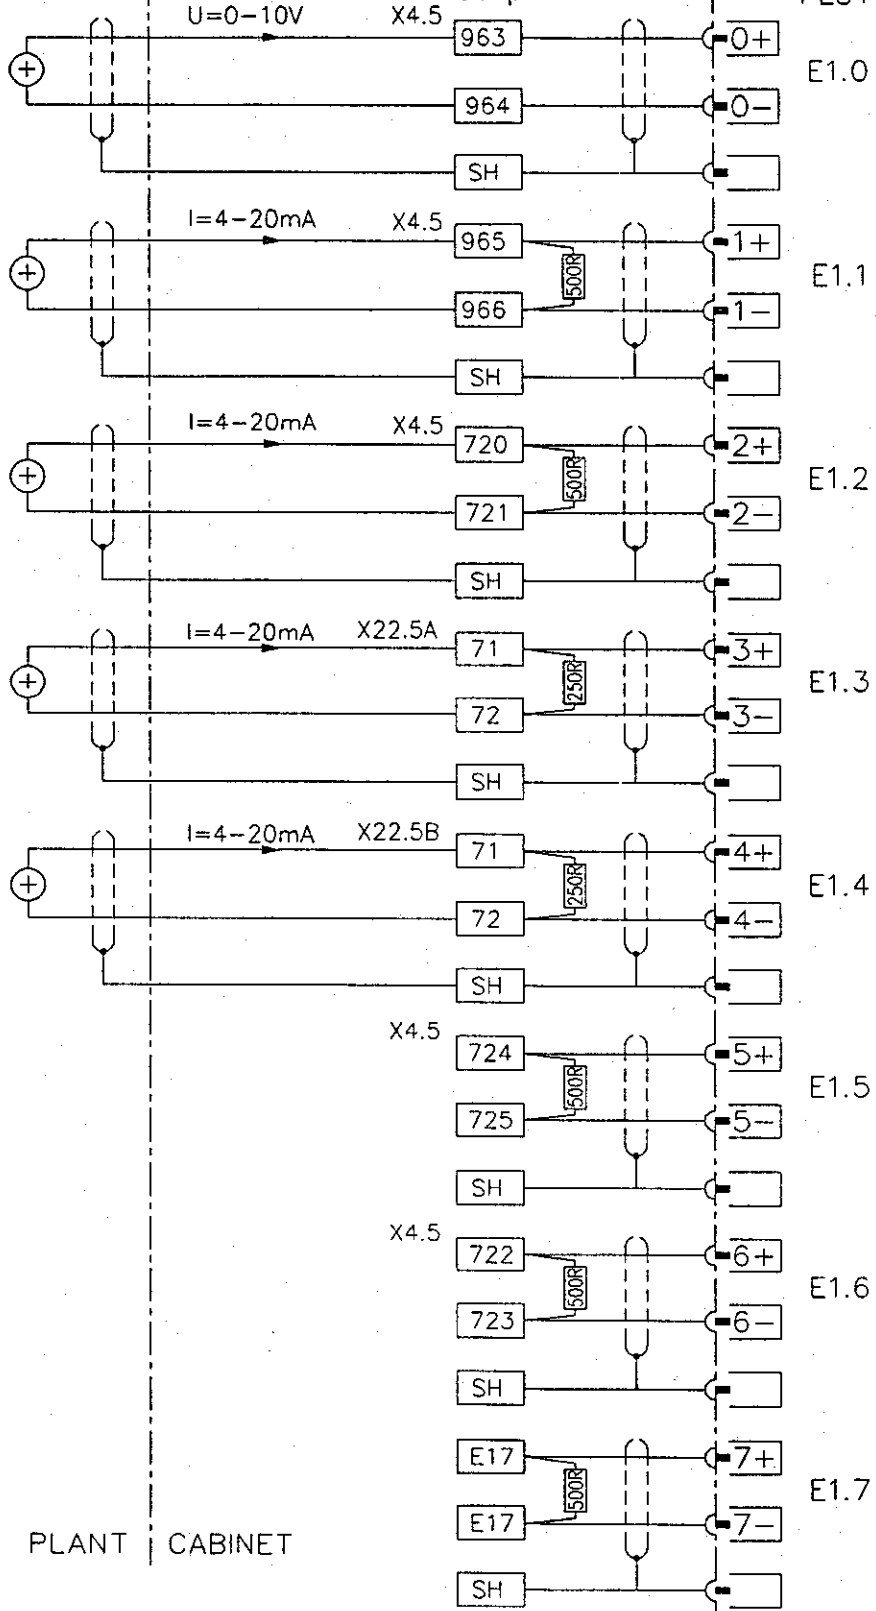 U=0-10V X4.5 963 0+
E1.0
964 0-
SH
I=4-20mA X4.5 965 1+
500R E1.1
966 1-
SH
I=4-20mA X4.5 720 2+
500R E1.2
721 2-
SH
I=4-20mA X22.5A 71 3+
250R E1.3
72 3-
SH
I=4-20mA X22.5B 71 4+
250R E1.4
72 4-
SH
X4.5 724 5+
500R E1.5
725 5-
SH
X4.5 722 6+
500R E1.6
723 6-
SH
E17 7+
500R E1.7
E17 7-
PLANT CABINET
SH